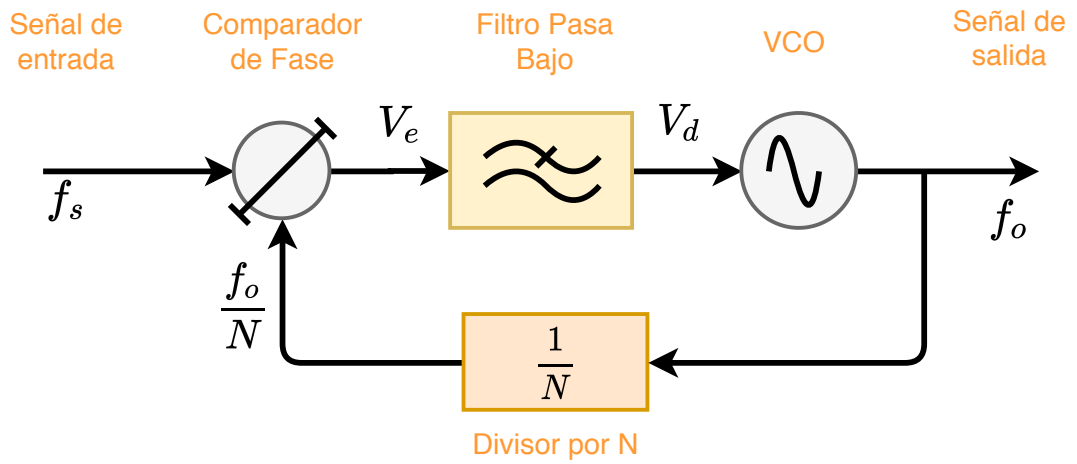 Señal de
entrada
Comparador
de Fase
Filtro Pasa
Bajo
VCO
Señal de
salida
V_e
V_d
f_s
f_o
f_o
N
1
N
Divisor por N